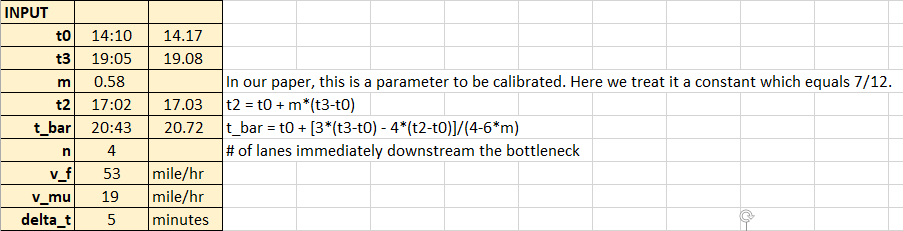 INPUT
t0 14:10 14.17
t3 19:05 19.08
m 0.58 In our paper, this is a parameter to be calibrated. Here we treat it a constant which equals 7/12.
t2 17:02 17.03 t2 = t0 + m*(t3-t0)
t_bar 20:43 20.72 t_bar = t0 + [3*(t3-t0) - 4*(t2-t0)]/(4-6*m)
n 4 # of lanes immediately downstream the bottleneck
v_f 53 mile/hr
v_mu 19 mile/hr
delta_t 5 minutes